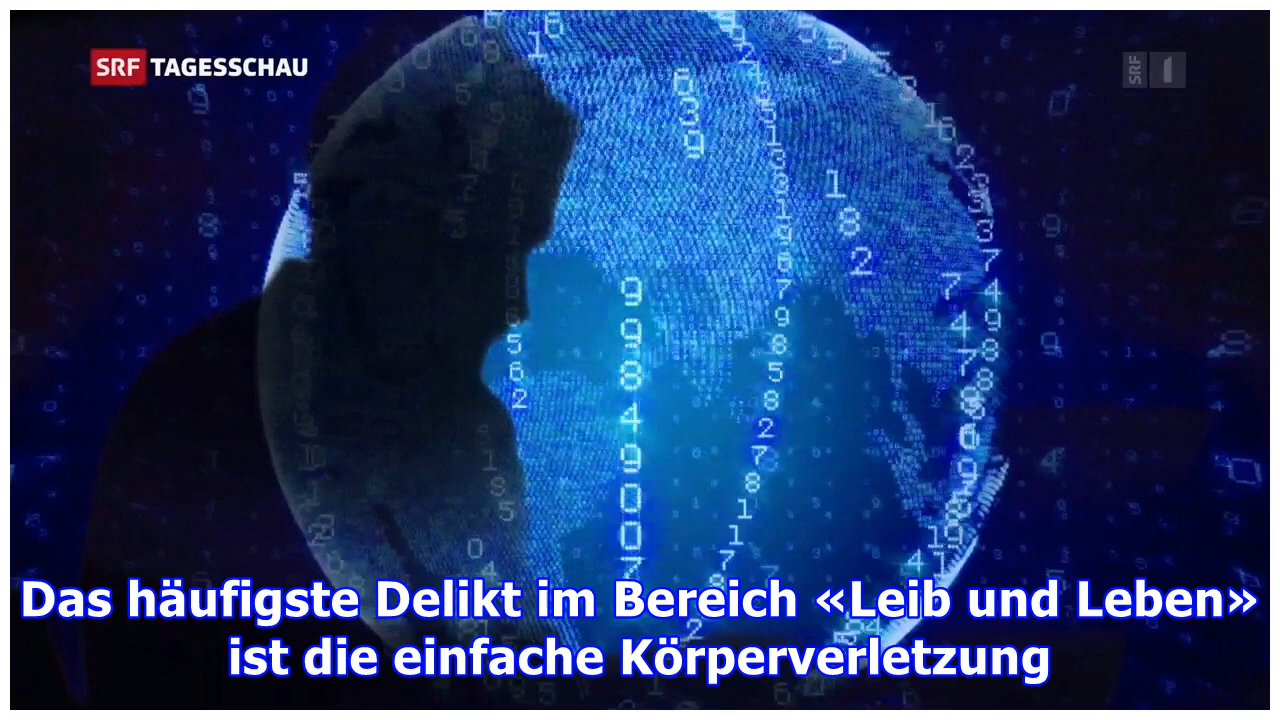 SRF TAGESSCHAU
SRF 1
Das häufigste Delikt im Bereich «Leib und Leben»
ist die einfache Körperverletzung